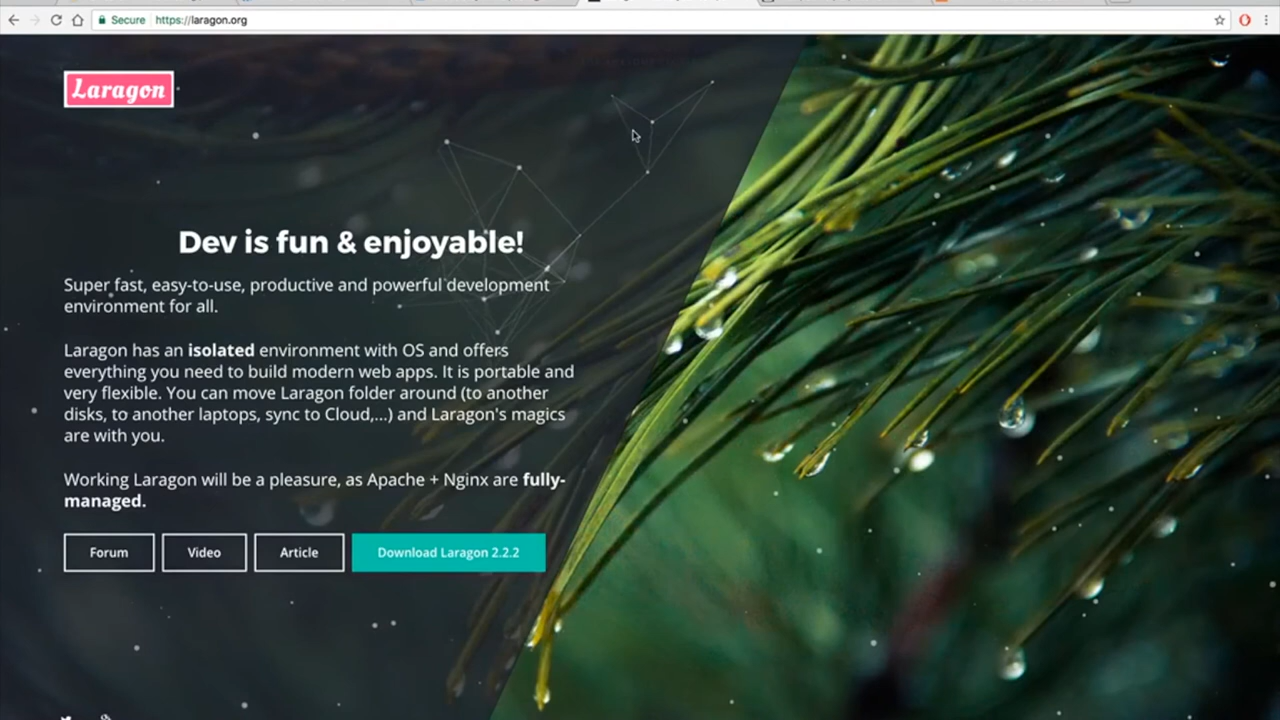 Secure https://laragon.org
Laragon
Dev is fun & enjoyable!
Super fast, easy-to-use, productive and powerful development
environment for all.
Laragon has an isolated environment with OS and offers
everything you need to build modern web apps. It is portable and
very flexible. You can move Laragon folder around (to another
disks, to another laptops, sync to Cloud,...) and Laragon's magics
are with you.
Working Laragon will be a pleasure, as Apache + Nginx are fully-
managed.
Forum Video Article Download Laragon 2.2.2